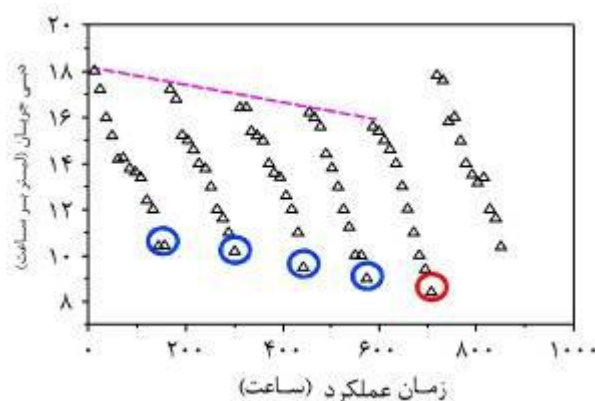 ۲۰
۱۸
۱۶
۱۴
۱۲
۱۰
۸
دبی جریان (لیتر بر ساعت)
۰ ۲۰۰ ۴۰۰ ۶۰۰ ۸۰۰ ۱۰۰۰
زمان عملکرد (ساعت)